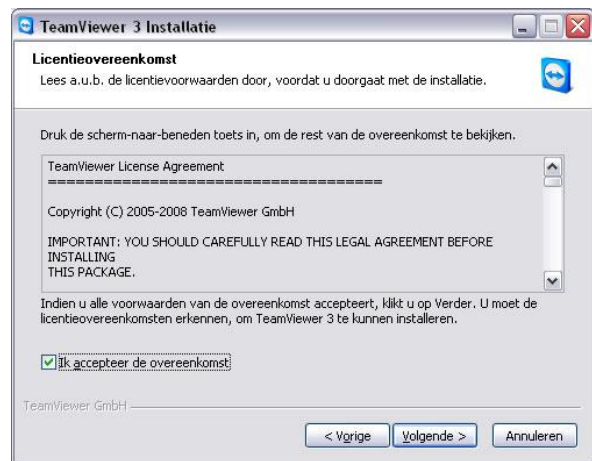 TeamViewer 3 Installatie
Licentieovereenkomst
Lees a.u.b. de licentievoorwaarden door, voordat u doorgaat met de installatie.
Druk de scherm-naar-beneden toets in, om de rest van de overeenkomst te bekijken.
TeamViewer License Agreement
====================================
Copyright (C) 2005-2008 TeamViewer GmbH
IMPORTANT: YOU SHOULD CAREFULLY READ THIS LEGAL AGREEMENT BEFORE
INSTALLING
THIS PACKAGE.
Indien u alle voorwaarden van de overeenkomst accepteert, klikt u op Verder. U moet de
licentieovereenkomsten erkennen, om TeamViewer 3 te kunnen installeren.
Ik accepteer de overeenkomst
TeamViewer GmbH
< Vorige
Volgende >
Annuleren